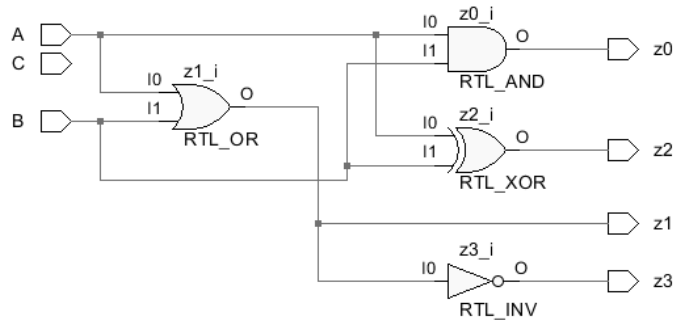 z0_i
A
I0
O
z0
C
I1
z1_i
RTL_AND
I0
O
I1
z2_i
B
RTL_OR
I0
O
z2
I1
RTL_XOR
z1
z3_i
I0
O
z3
RTL_INV